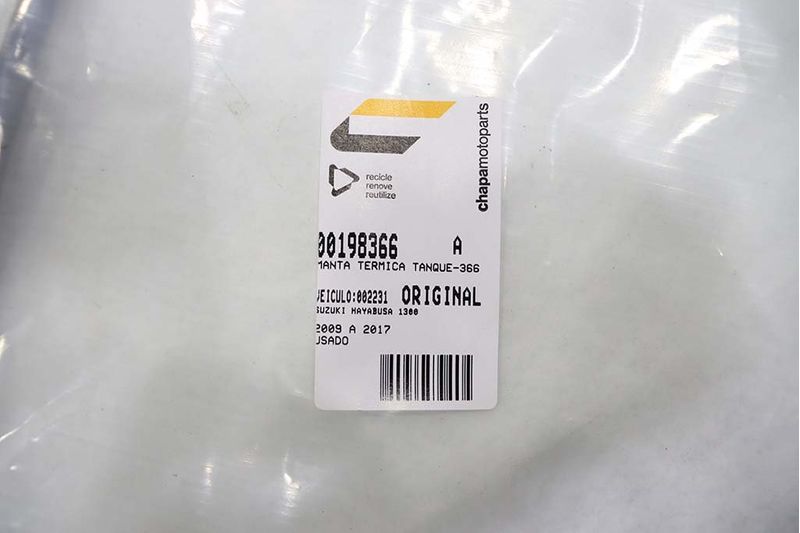 chapamotoparts
recicle
renove
reutilize
00198366 A
MANTA TERMICA TANQUE-366
VEICULO:002231 ORIGINAL
SUZUKI HAYABUSA 1300
2009 A 2017
USADO